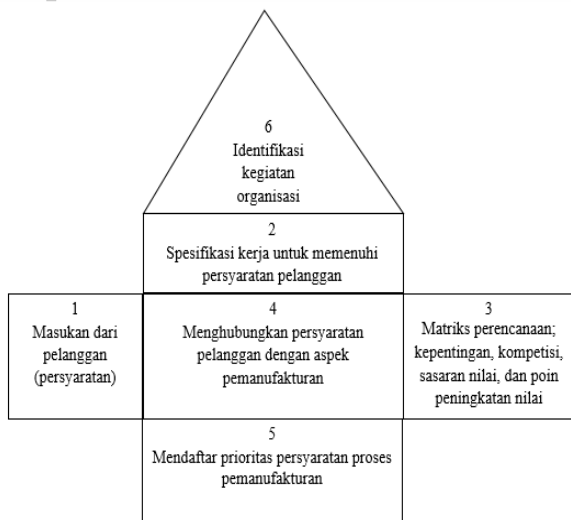 6
Identifikasi
kegiatan
organisasi
2
Spesifikasi kerja untuk memenuhi
persyaratan pelanggan
1
Masukan dari
pelanggan
(persyaratan)
4
Menghubungkan persyaratan
pelanggan dengan aspek
pemanufakturan
3
Matriks perencanaan;
kepentingan, kompetisi,
sasaran nilai, dan poin
peningkatan nilai
5
Mendaftar prioritas persyaratan proses
pemanufakturan